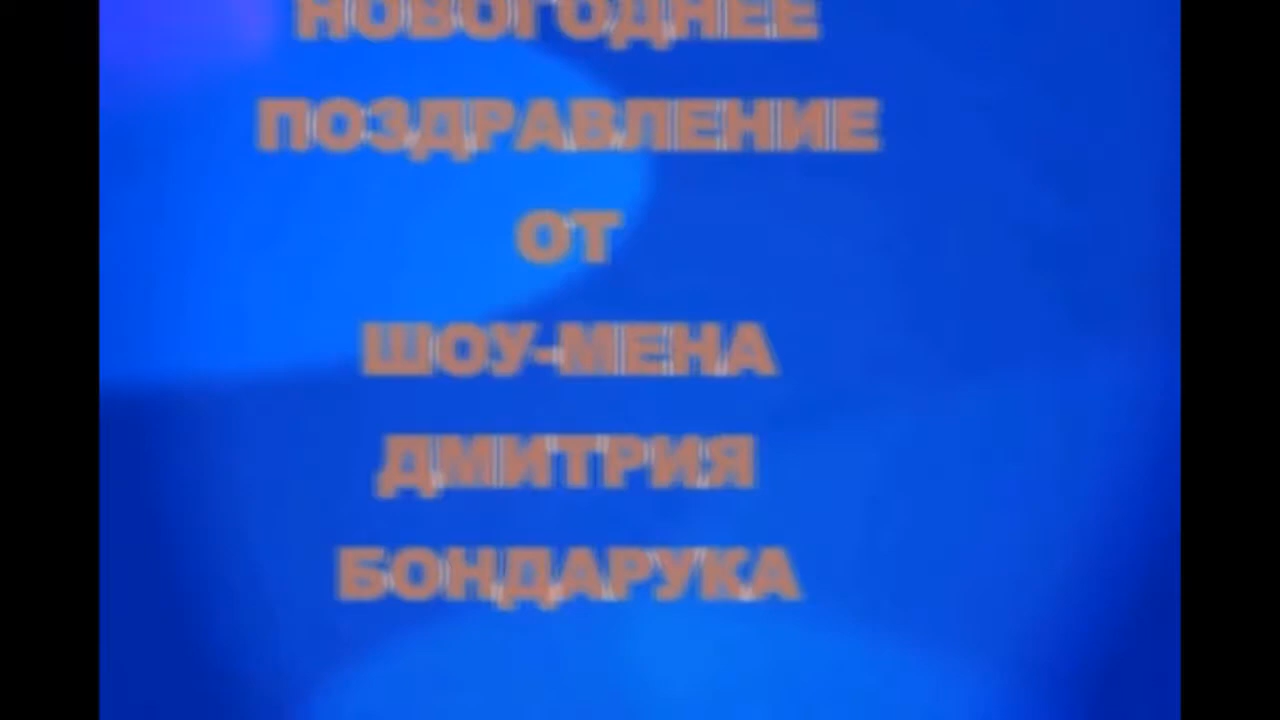 НОВОГОДНЕЕ
ПОЗДРАВЛЕНИЕ
ОТ
ШОУ-МЕНА
ДМИТРИЯ
БОНДАРУКА